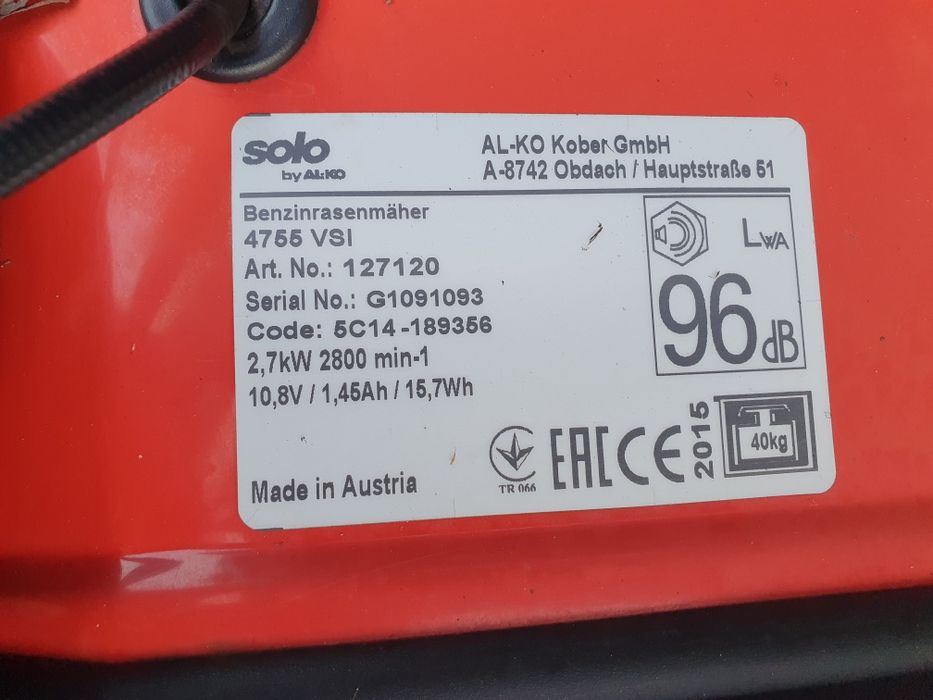 solo
by AL-KO
AL-KO Kober GmbH
A-8742 Obdach / Hauptstraße 51
Benzinrasenmäher
4755 VSI
Art. No.: 127120
Serial No.: G1091093
Code: 5C14-189356
2,7kW 2800 min-1
10,8V / 1,45Ah / 15,7Wh
Made in Austria
LWA
96 dB
TR 066
EAC CE
2015
40kg